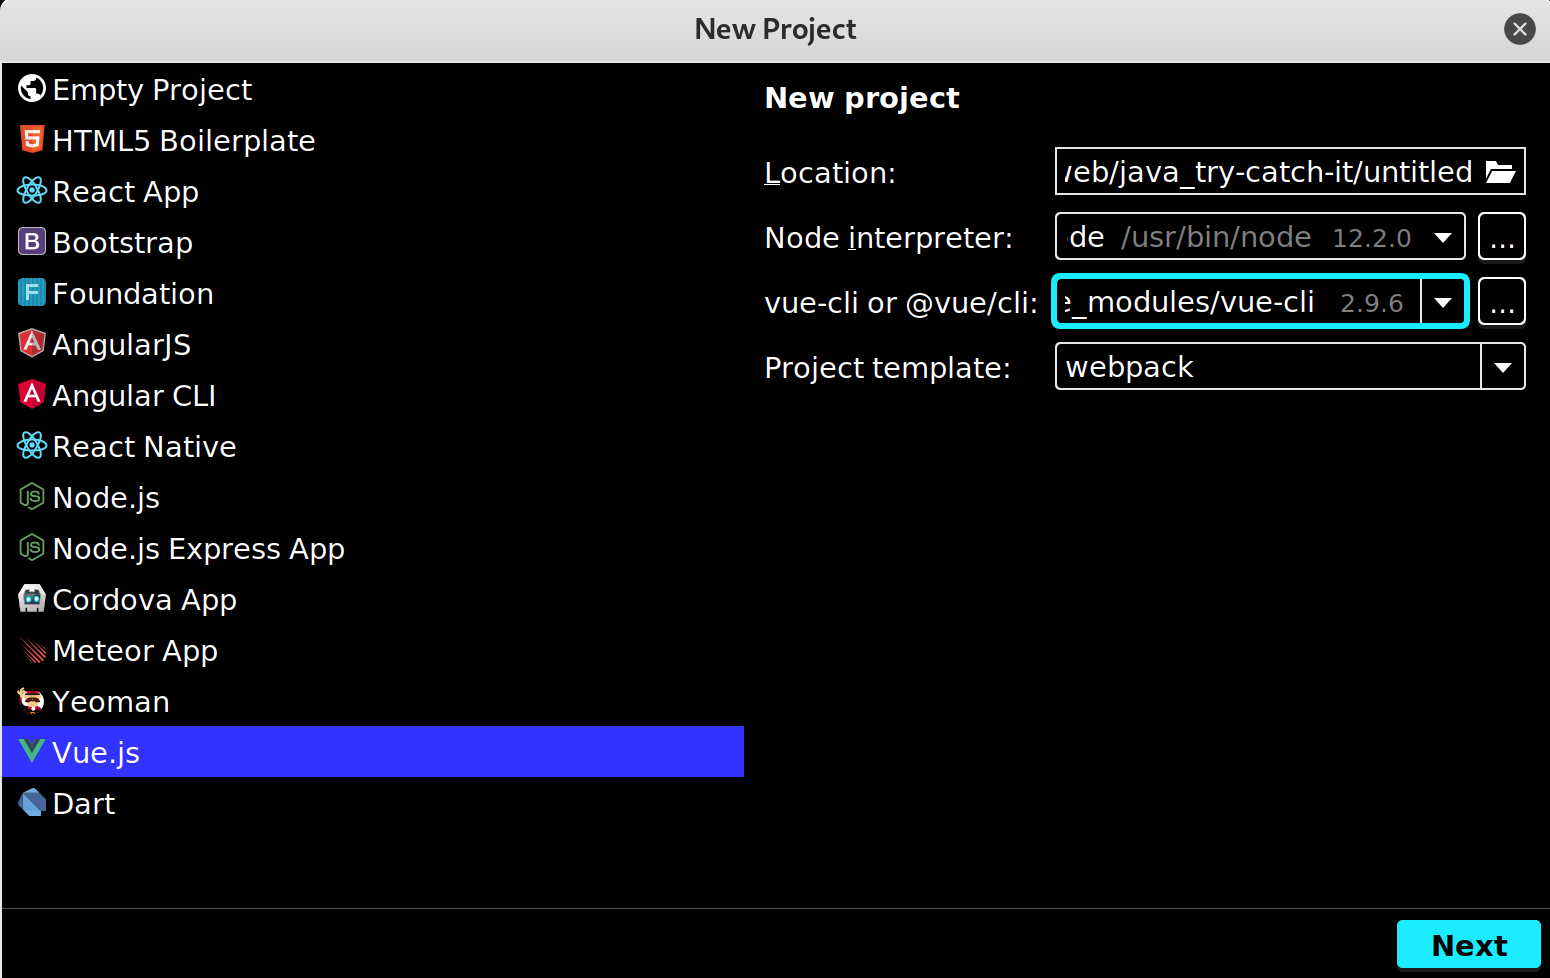 New Project
Empty Project
HTML5 Boilerplate
React App
Bootstrap
Foundation
AngularJS
Angular CLI
React Native
Node.js
Node.js Express App
Cordova App
Meteor App
Yeoman
Vue.js
Dart
New project
Location: /eb/java_try-catch-it/untitled
Node interpreter: de /usr/bin/node 12.2.0 ...
vue-cli or @vue/cli: e_modules/vue-cli 2.9.6 ...
Project template: webpack
Next